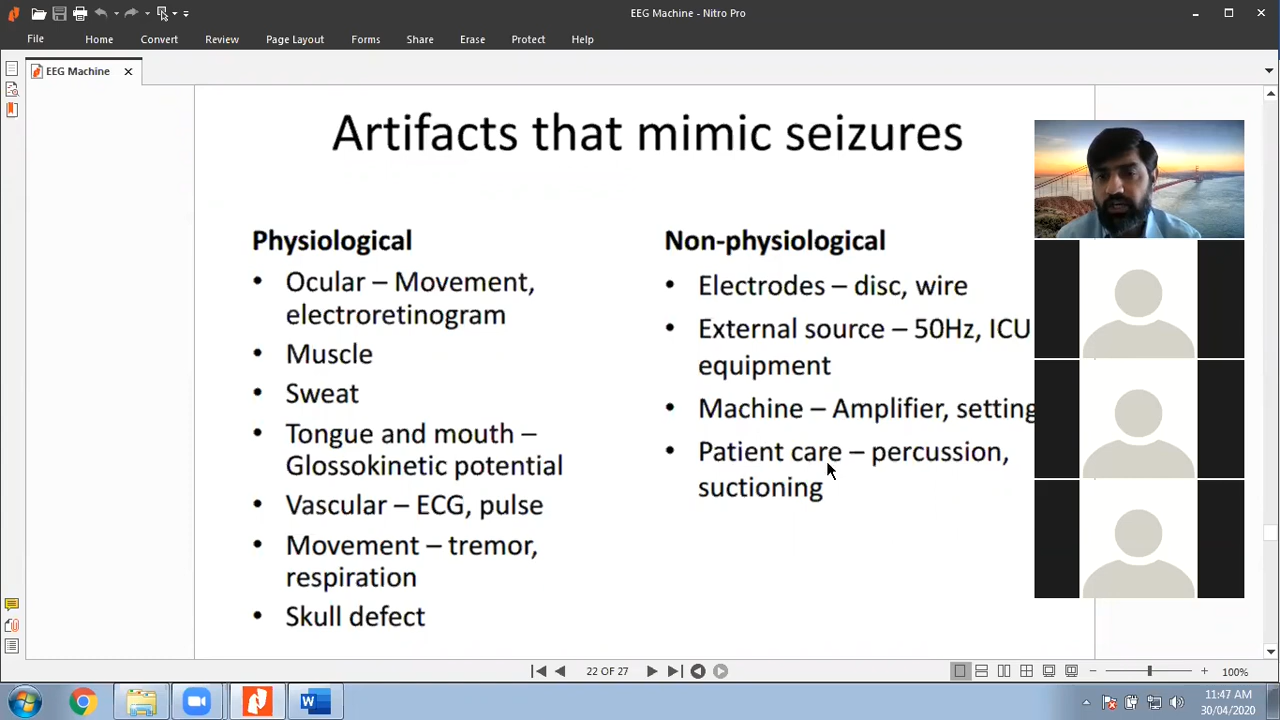 EEG Machine - Nitro Pro
File Home Convert Review Page Layout Forms Share Erase Protect Help
EEG Machine
Artifacts that mimic seizures
Physiological
• Ocular – Movement,
electroretinogram
• Muscle
• Sweat
• Tongue and mouth –
Glossokinetic potential
• Vascular – ECG, pulse
• Movement – tremor,
respiration
• Skull defect
Non-physiological
• Electrodes – disc, wire
• External source – 50Hz, ICU
equipment
• Machine – Amplifier, setting
• Patient care – percussion,
suctioning
22 OF 27
100%
11:47 AM
30/04/2020